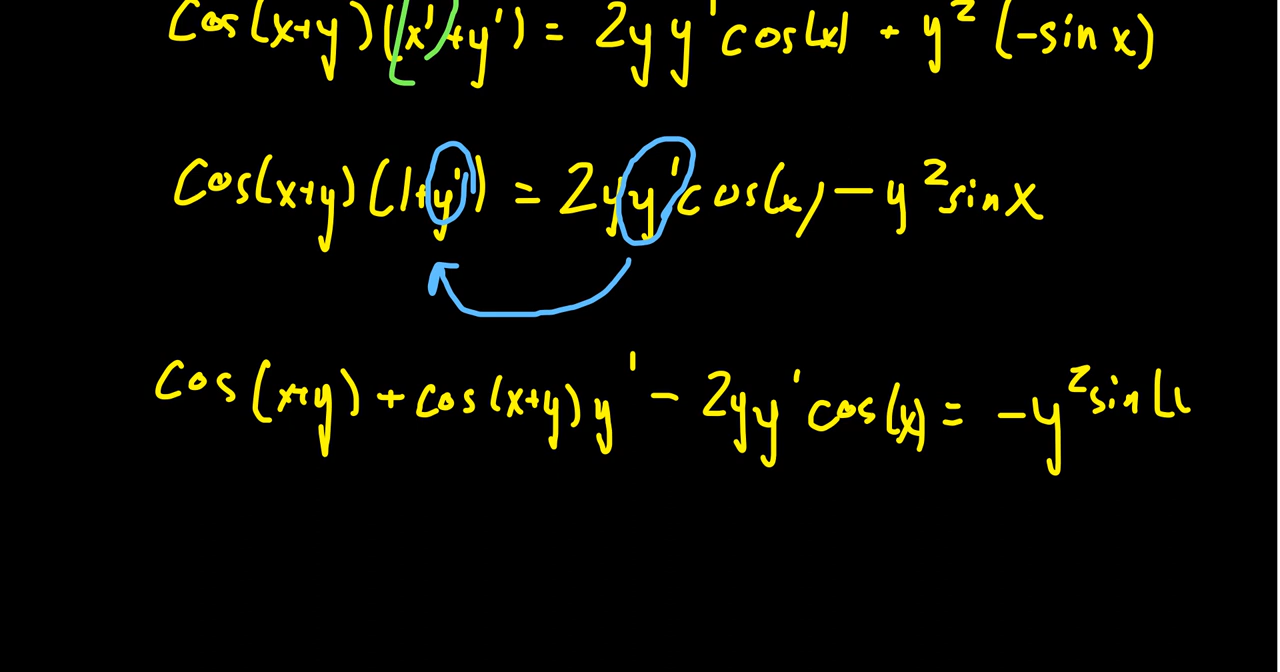 Cos(x+y)(x'+y') = 2yy'cos(x) + y² (-sin x)
Cos(x+y)(1+y') = 2yy'cos(x) - y²sin x
Cos(x+y) + cos(x+y)y' - 2yy'cos(x) = -y²sin(